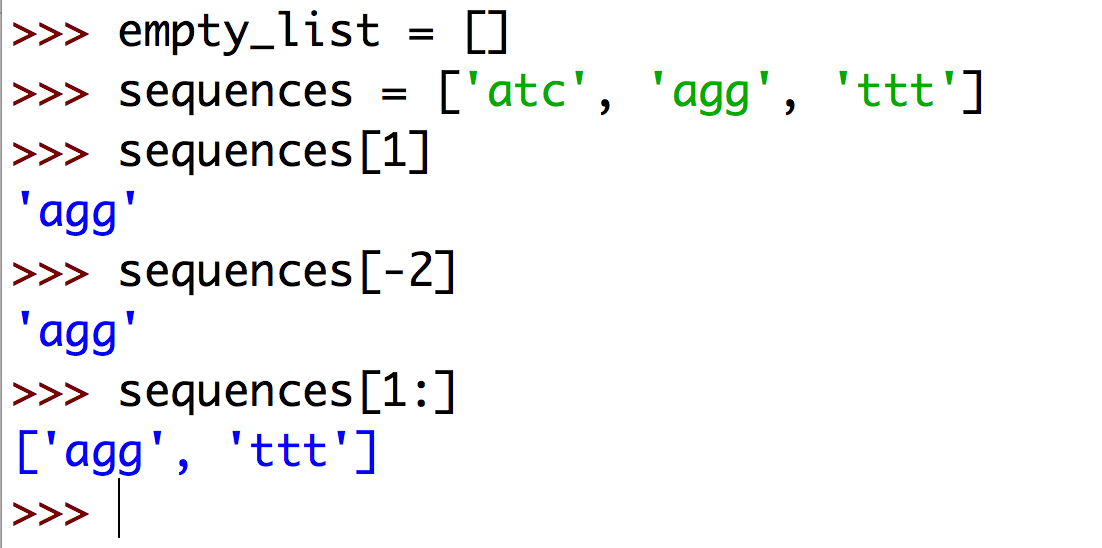 >>> empty_list = []
>>> sequences = ['atc', 'agg', 'ttt']
>>> sequences[1]
'agg'
>>> sequences[-2]
'agg'
>>> sequences[1:]
['agg', 'ttt']
>>>